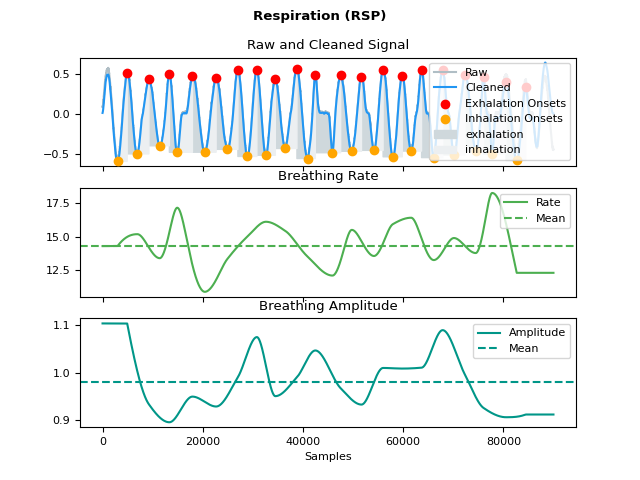 Respiration (RSP)
Raw and Cleaned Signal
0.5
0.0
−0.5
Raw
Cleaned
Exhalation Onsets
Inhalation Onsets
exhalation
inhalation
Breathing Rate
17.5
15.0
12.5
Rate
Mean
Breathing Amplitude
1.1
1.0
0.9
Amplitude
Mean
0 20000 40000 60000 80000
Samples